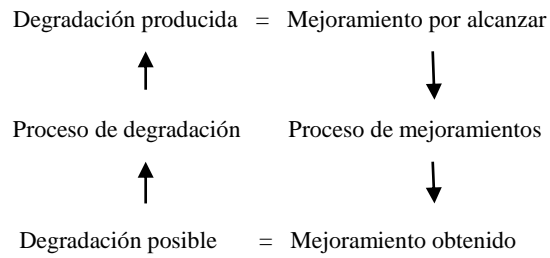 Degradación producida = Mejoramiento por alcanzar
Proceso de degradación Proceso de mejoramientos
Degradación posible = Mejoramiento obtenido